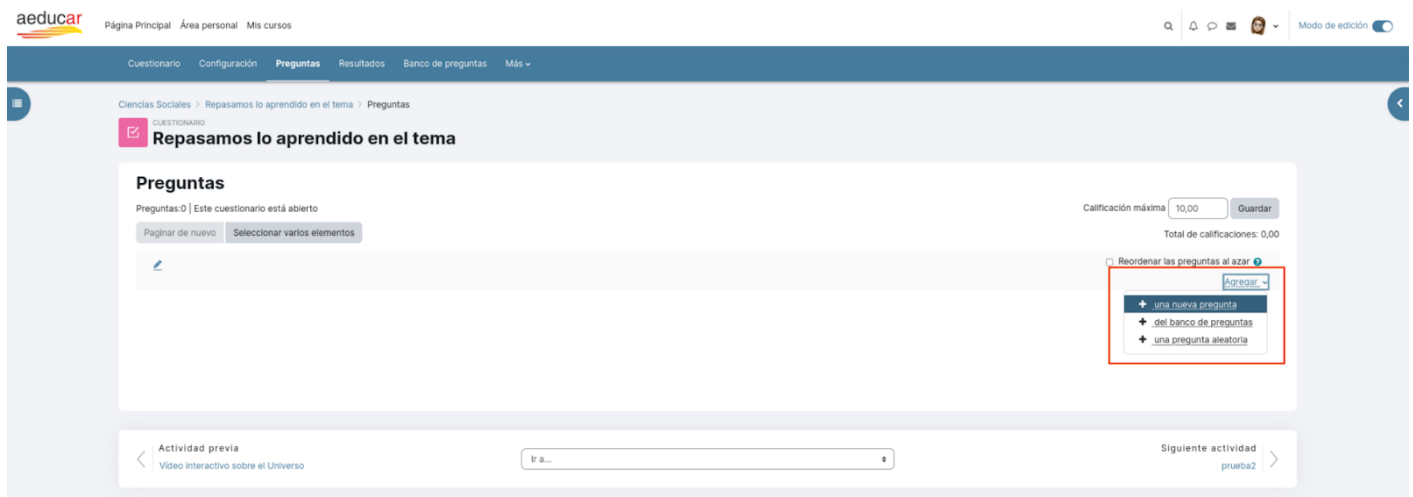 aeducar
Página Principal Área personal Mis cursos
Modo de edición
Cuestionario Configuración Preguntas Resultados Banco de preguntas Más
Ciencias Sociales > Repasamos lo aprendido en el tema > Preguntas
CUESTIONARIO
Repasamos lo aprendido en el tema
Preguntas
Preguntas:0 | Este cuestionario está abierto
Calificación máxima 10,00 Guardar
Paginar de nuevo Seleccionar varios elementos
Total de calificaciones: 0,00
Reordenar las preguntas al azar
Agregar
+ una nueva pregunta
+ del banco de preguntas
+ una pregunta aleatoria
Actividad previa
Vídeo interactivo sobre el Universo
Ir a...
Siguiente actividad
prueba2